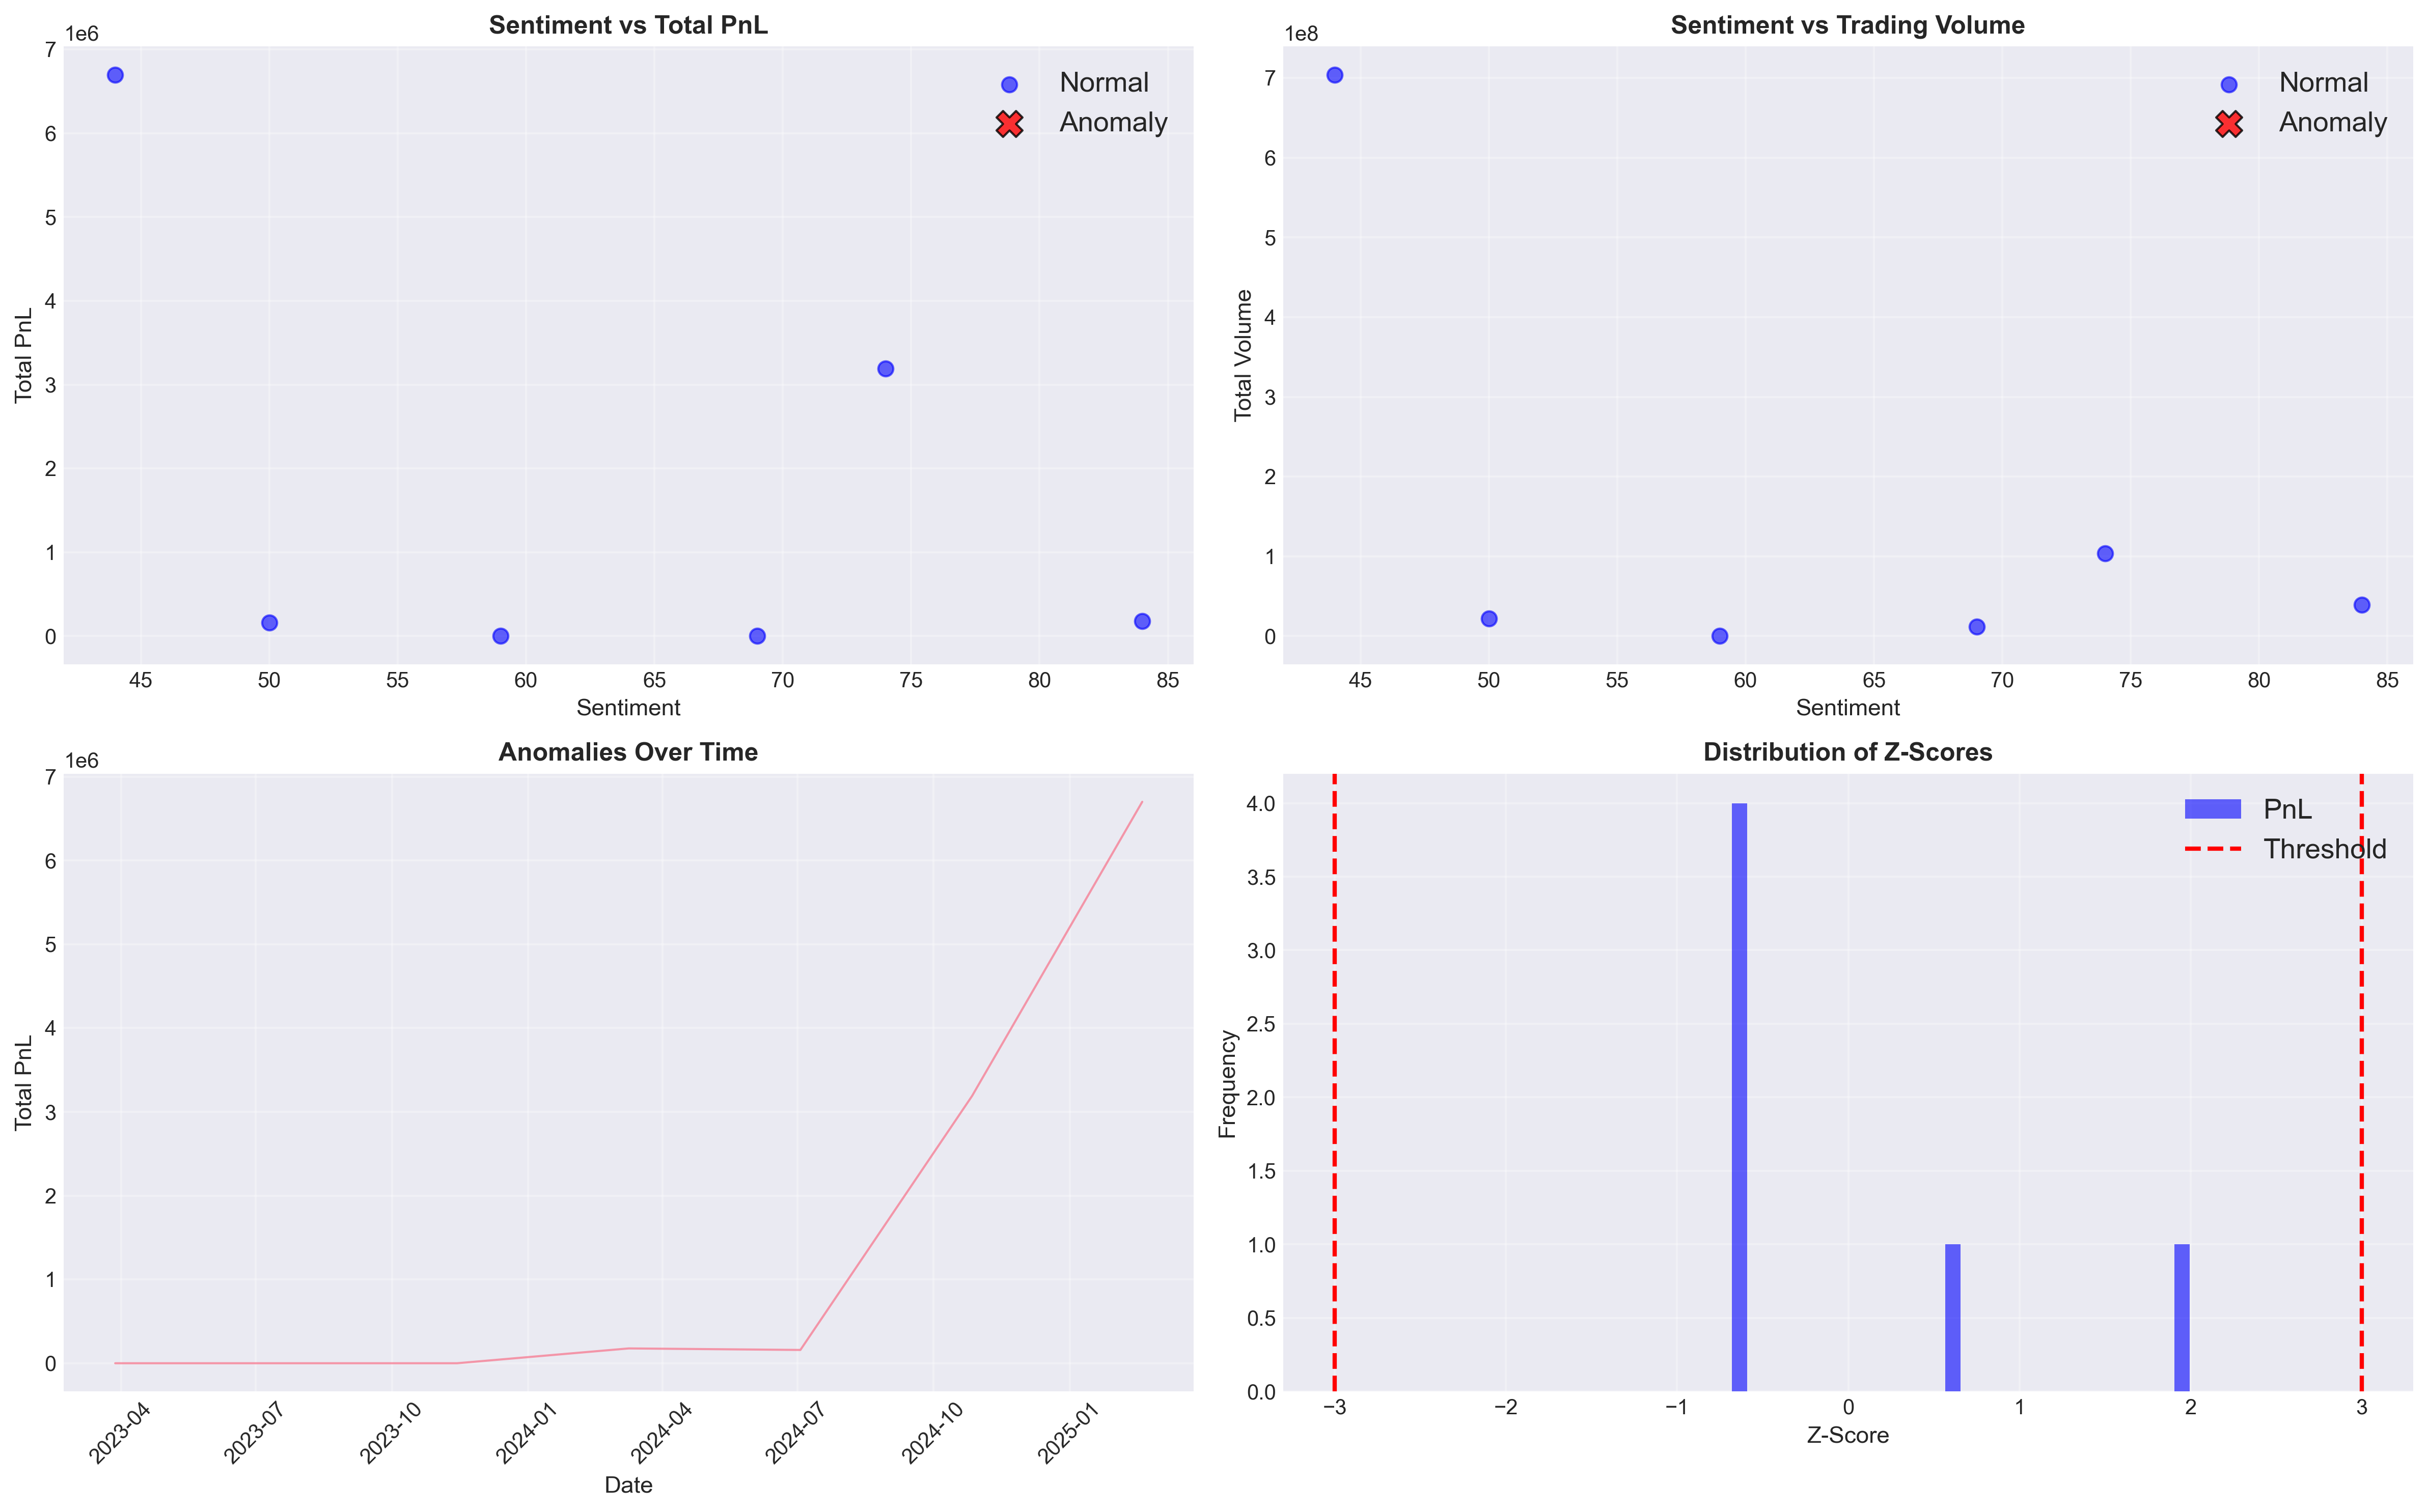 Sentiment vs Total PnL
1e6
7
6
5
4
3
2
1
0
Total PnL
Normal
Anomaly
45 50 55 60 65 70 75 80 85
Sentiment
Sentiment vs Trading Volume
1e8
7
6
5
4
3
2
1
0
Total Volume
Normal
Anomaly
45 50 55 60 65 70 75 80 85
Sentiment
Anomalies Over Time
1e6
7
6
5
4
3
2
1
0
Total PnL
2023-04 2023-07 2023-10 2024-01 2024-04 2024-07 2024-10 2025-01
Date
Distribution of Z-Scores
4.0
3.5
3.0
2.5
2.0
1.5
1.0
0.5
0.0
Frequency
PnL
Threshold
−3 −2 −1 0 1 2 3
Z-Score